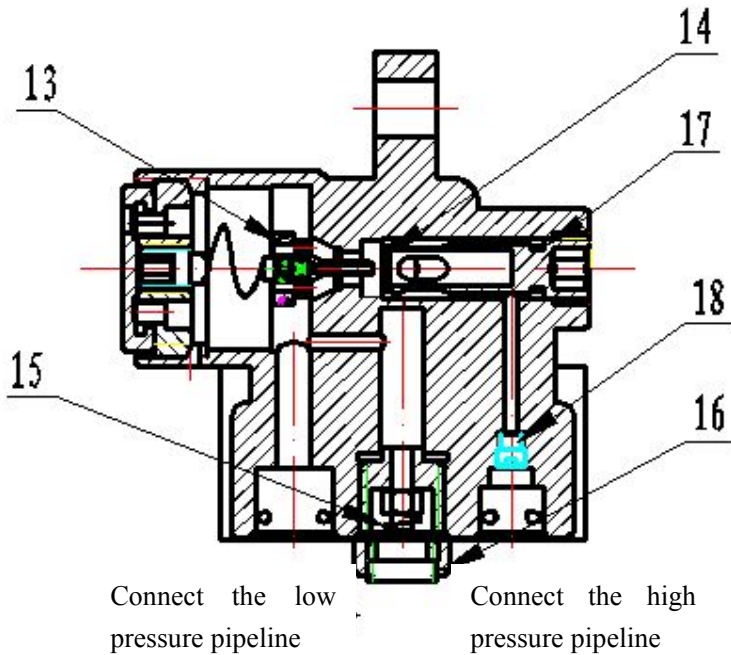 14
13
17
18
15
16
Connect the low
pressure pipeline
Connect the high
pressure pipeline